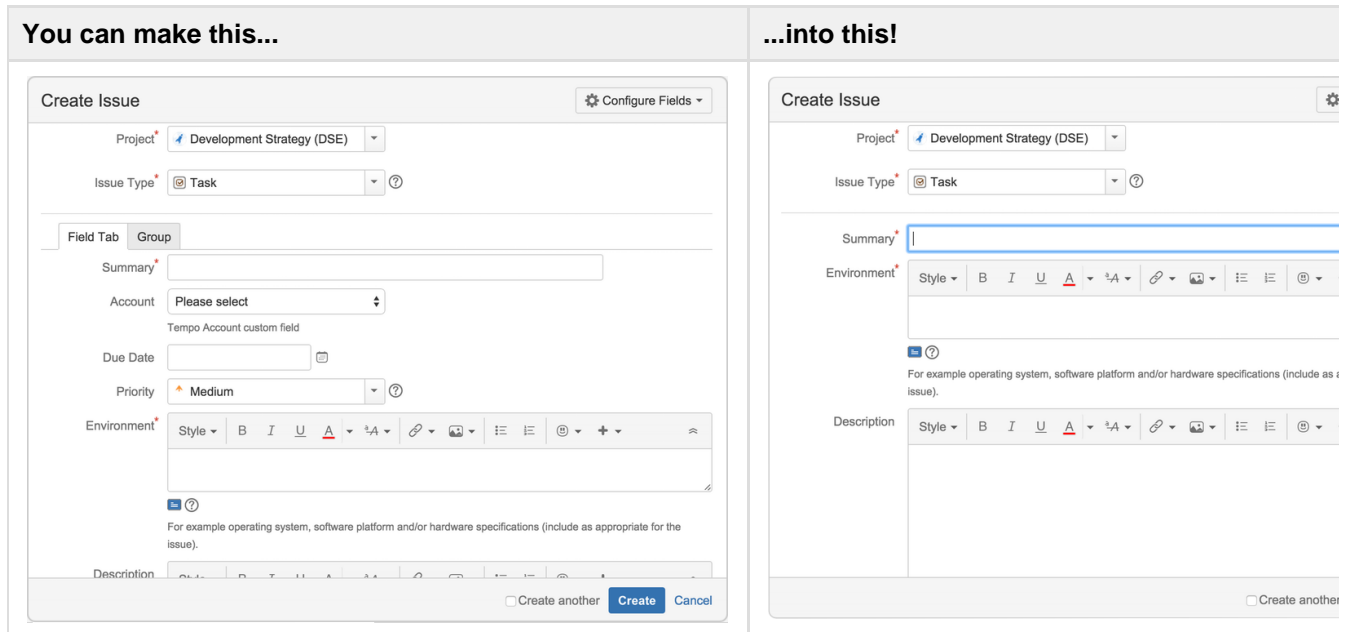 You can make this...
...into this!
Create Issue
Configure Fields
Project*
Development Strategy (DSE)
Issue Type*
Task
Field Tab
Group
Summary*
Account
Please select
Tempo Account custom field
Due Date
Priority
Medium
Environment*
Style B I U A
For example operating system, software platform and/or hardware specifications (include as appropriate for the
issue).
Description
Create another
Create
Cancel
Create Issue
Project*
Development Strategy (DSE)
Issue Type*
Task
Summary*
Environment*
Style B I U A
For example operating system, software platform and/or hardware specifications (include as
issue).
Description
Style B I U A
Create another